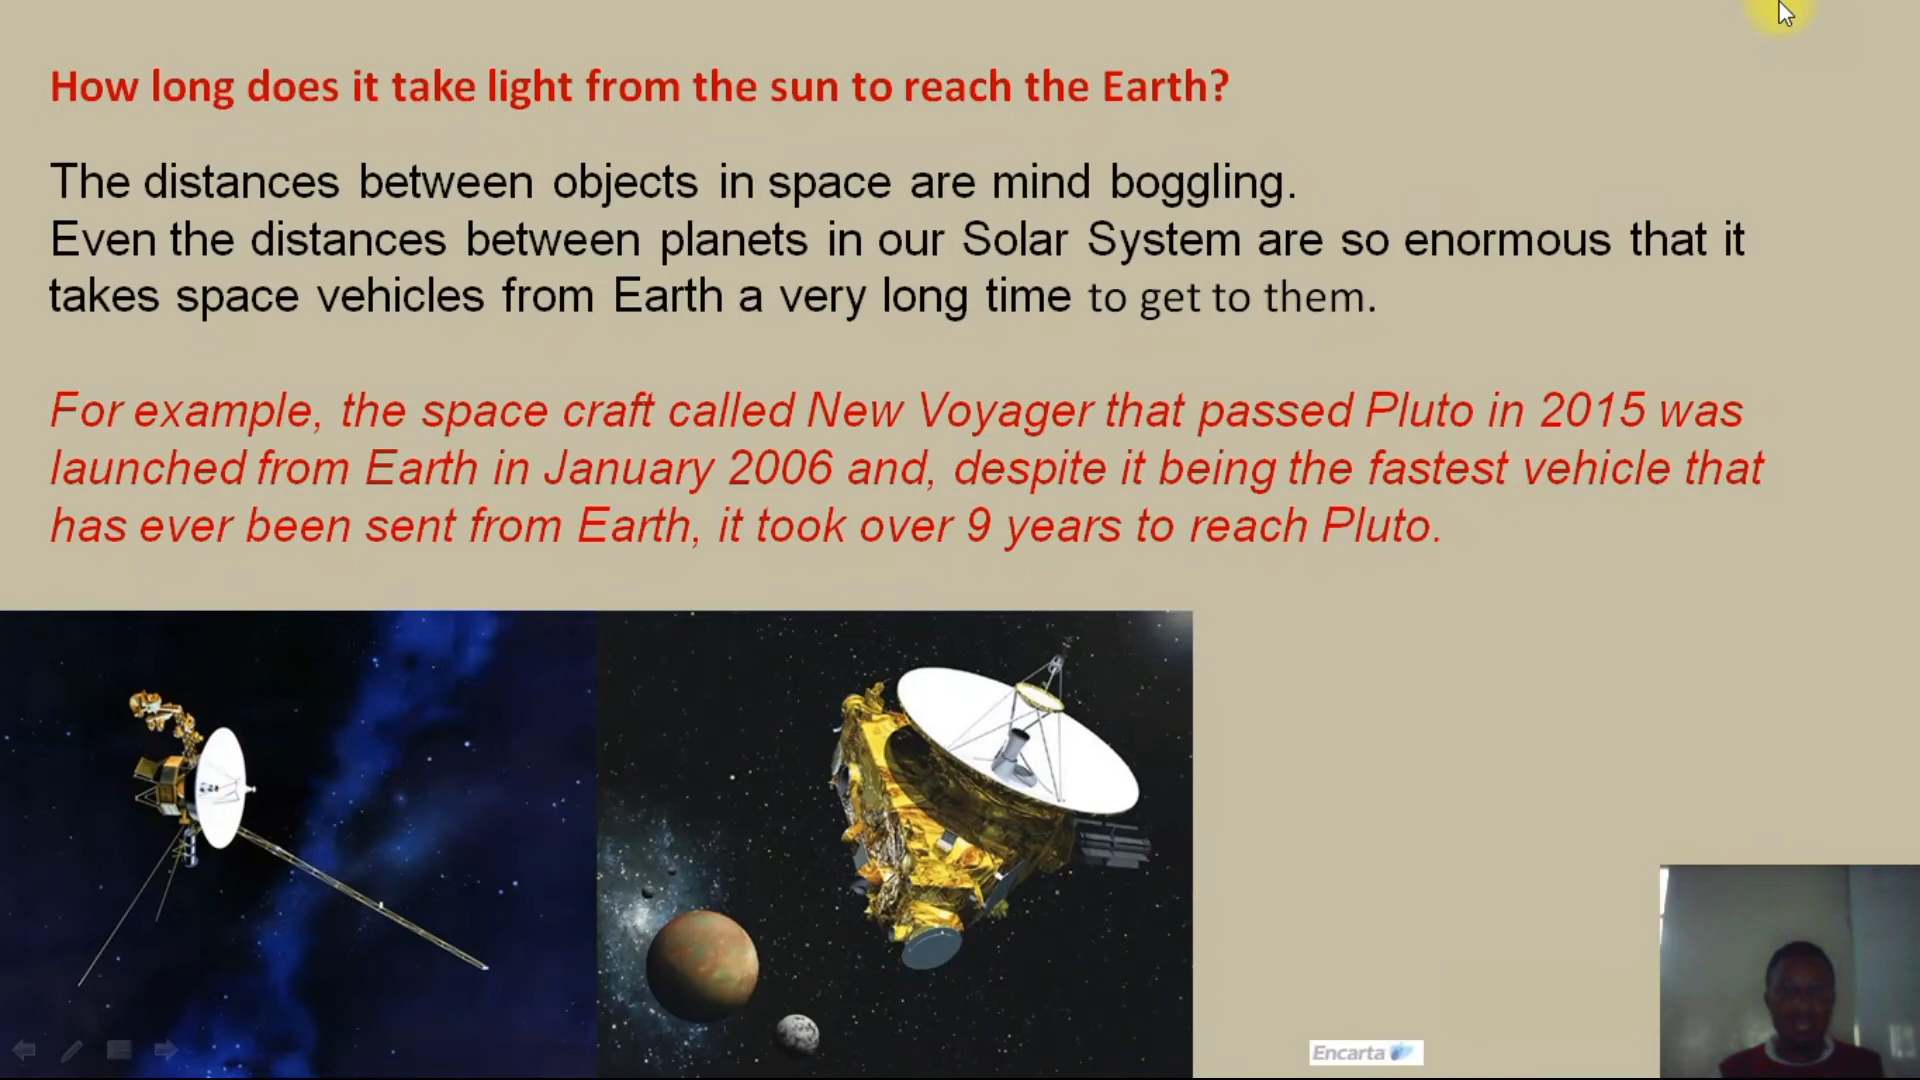 How long does it take light from the sun to reach the Earth?
The distances between objects in space are mind boggling.
Even the distances between planets in our Solar System are so enormous that it
takes space vehicles from Earth a very long time to get to them.
For example, the space craft called New Voyager that passed Pluto in 2015 was
launched from Earth in January 2006 and, despite it being the fastest vehicle that
has ever been sent from Earth, it took over 9 years to reach Pluto.
Encarta